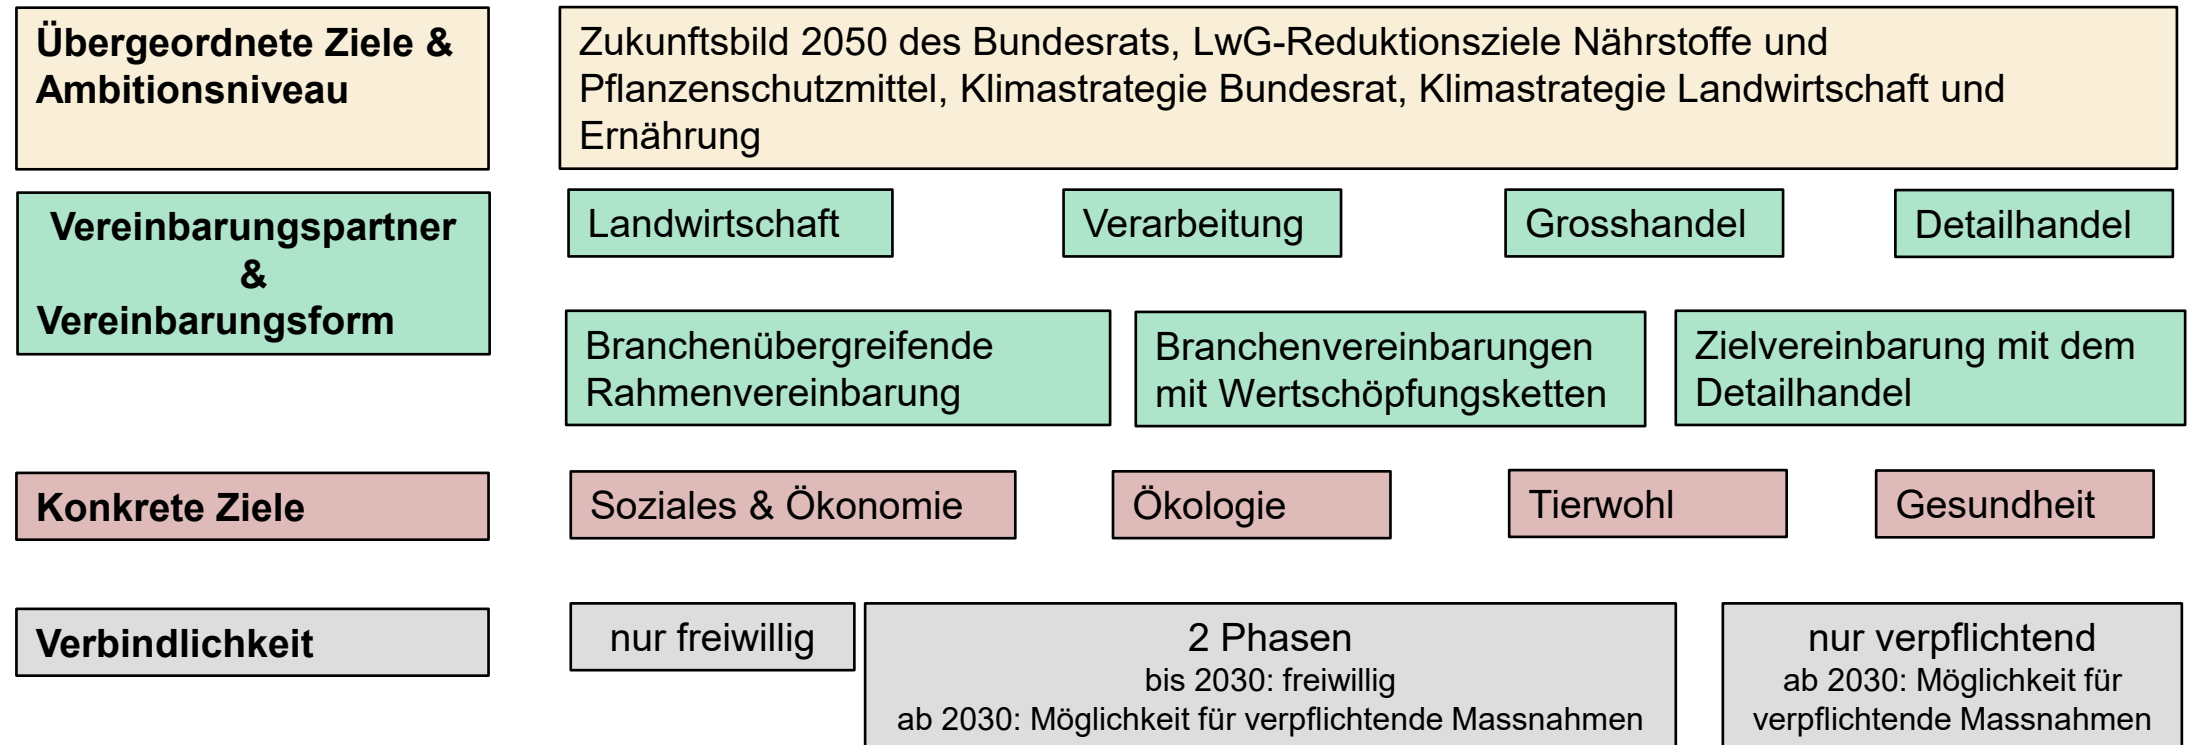 Übergeordnete Ziele &
Ambitionsniveau
Zukunftsbild 2050 des Bundesrats, LwG-Reduktionsziele Nährstoffe und
Pflanzenschutzmittel, Klimastrategie Bundesrat, Klimastrategie Landwirtschaft und
Ernährung
Vereinbarungspartner
&
Vereinbarungsform
Landwirtschaft
Verarbeitung
Grosshandel
Detailhandel
Branchenübergreifende
Rahmenvereinbarung
Branchenvereinbarungen
mit Wertschöpfungsketten
Zielvereinbarung mit dem
Detailhandel
Konkrete Ziele
Soziales & Ökonomie
Ökologie
Tierwohl
Gesundheit
Verbindlichkeit
nur freiwillig
2 Phasen
bis 2030: freiwillig
ab 2030: Möglichkeit für verpflichtende Massnahmen
nur verpflichtend
ab 2030: Möglichkeit für
verpflichtende Massnahmen